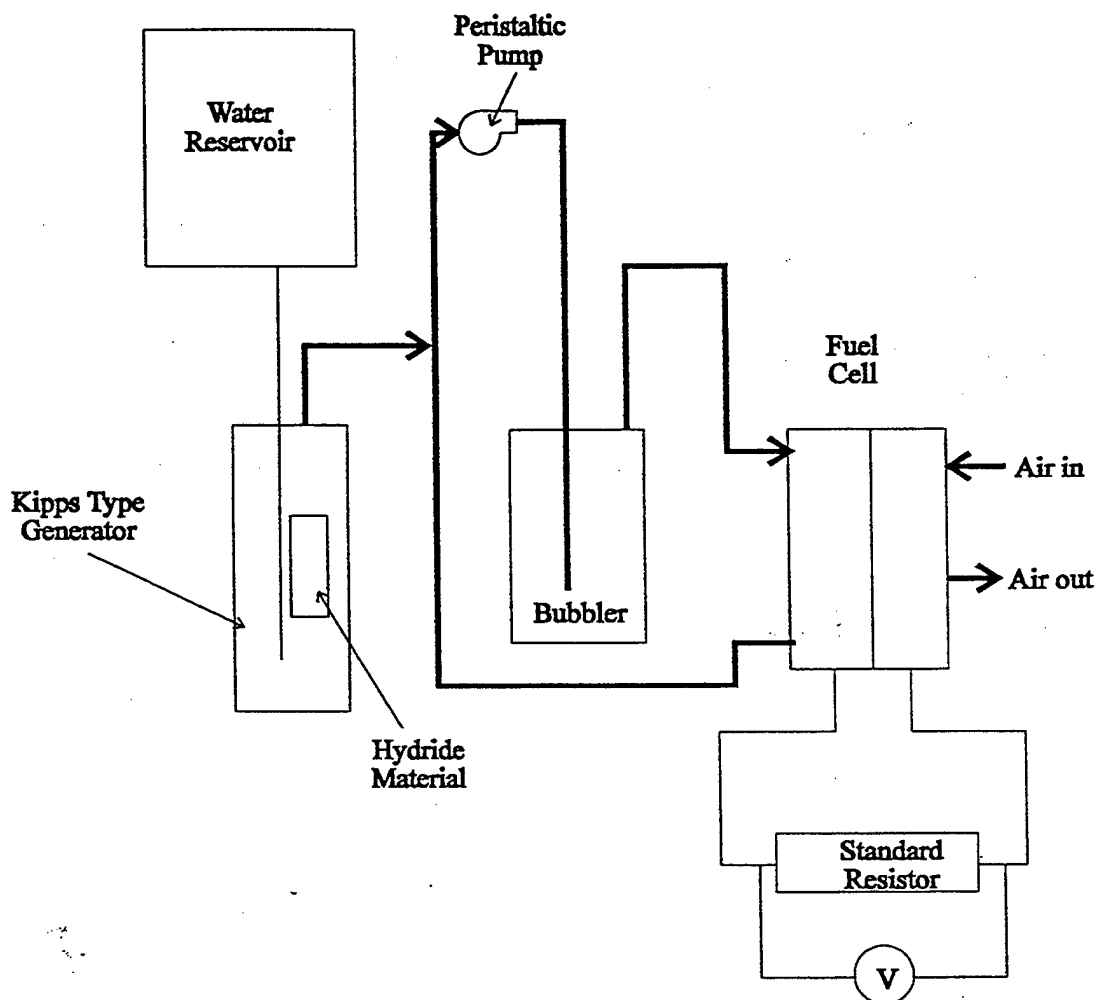 Peristaltic
Pump
Water
Reservoir
Fuel
Cell
Air in
Kipps Type
Generator
Air out
Bubbler
Hydride
Material
Standard
Resistor
V